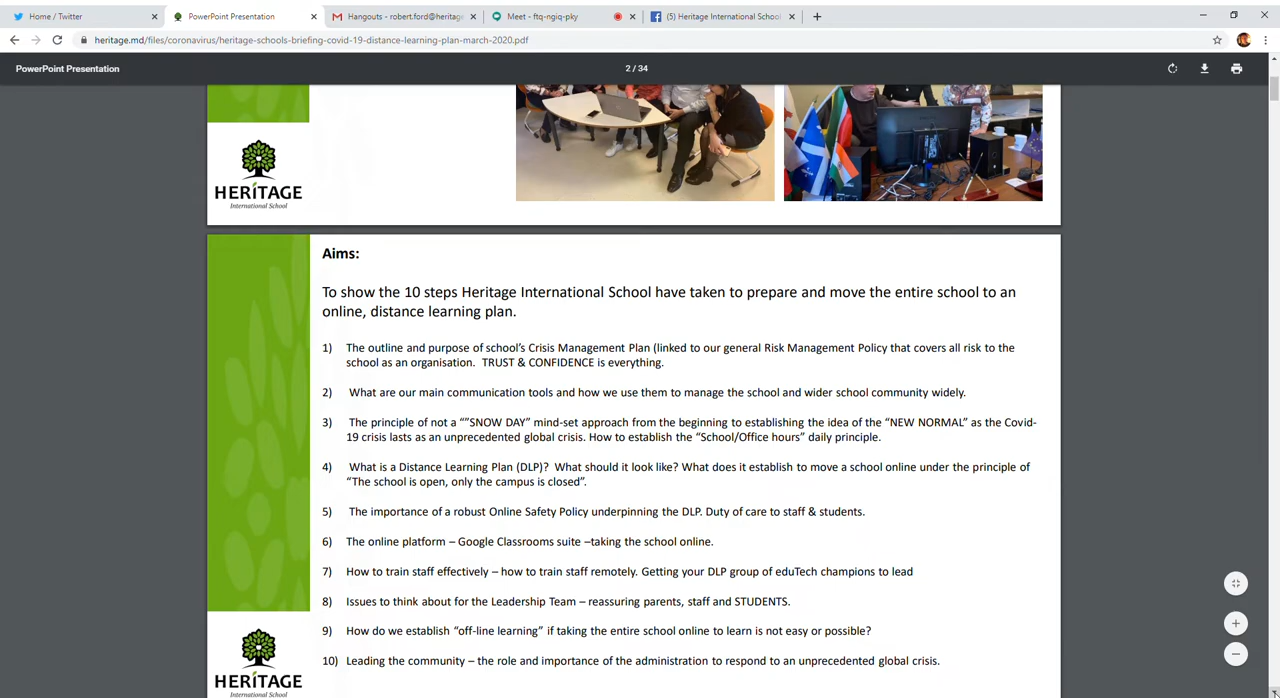 Home / Twitter
PowerPoint Presentation
Hangouts - robert.ford@heritage
Meet - ftq-ngiq-pky
(5) Heritage International School
heritage.md/files/coronavirus/heritage-schools-briefing-covid-19-distance-learning-plan-march-2020.pdf
PowerPoint Presentation
2 / 34
HERÍTAGE
International School
Aims:
To show the 10 steps Heritage International School have taken to prepare and move the entire school to an
online, distance learning plan.
1) The outline and purpose of school’s Crisis Management Plan (linked to our general Risk Management Policy that covers all risk to the
school as an organisation. TRUST & CONFIDENCE is everything.
2) What are our main communication tools and how we use them to manage the school and wider school community widely.
3) The principle of not a “”SNOW DAY” mind-set approach from the beginning to establishing the idea of the “NEW NORMAL” as the Covid-
19 crisis lasts as an unprecedented global crisis. How to establish the “School/Office hours” daily principle.
4) What is a Distance Learning Plan (DLP)? What should it look like? What does it establish to move a school online under the principle of
“The school is open, only the campus is closed”.
5) The importance of a robust Online Safety Policy underpinning the DLP. Duty of care to staff & students.
6) The online platform – Google Classrooms suite –taking the school online.
7) How to train staff effectively – how to train staff remotely. Getting your DLP group of eduTech champions to lead
8) Issues to think about for the Leadership Team – reassuring parents, staff and STUDENTS.
9) How do we establish “off-line learning” if taking the entire school online to learn is not easy or possible?
10) Leading the community – the role and importance of the administration to respond to an unprecedented global crisis.
HERÍTAGE
International School